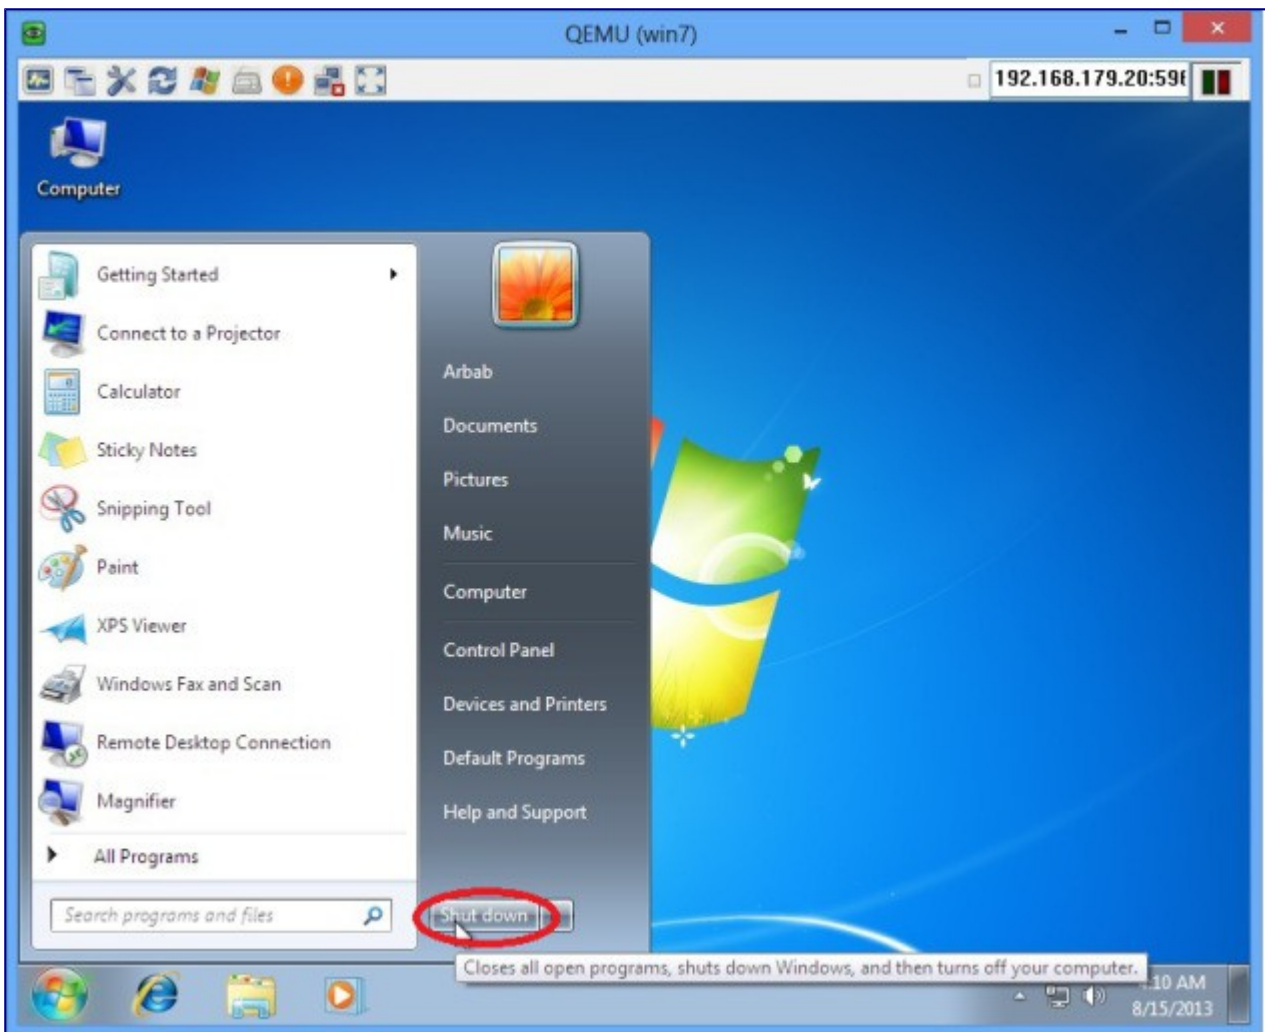 QEMU (win7)
192.168.179.20:598
Computer
Getting Started
Connect to a Projector
Calculator
Sticky Notes
Snipping Tool
Paint
XPS Viewer
Windows Fax and Scan
Remote Desktop Connection
Magnifier
All Programs
Search programs and files
Arbab
Documents
Pictures
Music
Computer
Control Panel
Devices and Printers
Default Programs
Help and Support
Shut down
Closes all open programs, shuts down Windows, and then turns off your computer.
:10 AM
8/15/2013